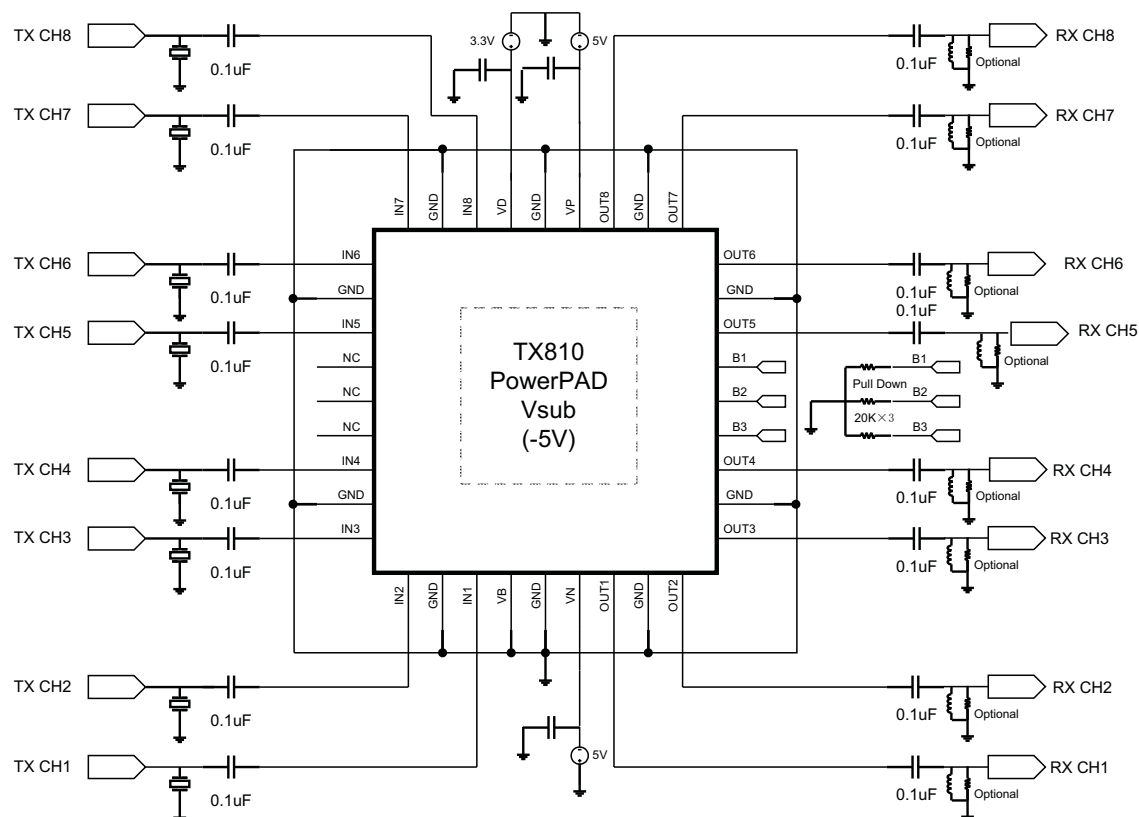 TX CH8
0.1uF
3.3V
5V
0.1uF
Optional
RX CH8
TX CH7
0.1uF
0.1uF
Optional
RX CH7
IN7
GND
IN8
VD
GND
VP
OUT8
GND
OUT7
TX CH6
0.1uF
IN6
OUT6
0.1uF
Optional
RX CH6
GND
GND
0.1uF
TX CH5
0.1uF
IN5
OUT5
Optional
RX CH5
NC
B1
B1
NC
B2
Pull Down
B2
NC
B3
20K×3
B3
TX810
PowerPAD
Vsub
(-5V)
TX CH4
0.1uF
IN4
OUT4
0.1uF
Optional
RX CH4
GND
GND
TX CH3
0.1uF
IN3
OUT3
0.1uF
Optional
RX CH3
IN2
GND
IN1
VB
GND
VN
OUT1
GND
OUT2
TX CH2
0.1uF
0.1uF
Optional
RX CH2
5V
TX CH1
0.1uF
0.1uF
Optional
RX CH1